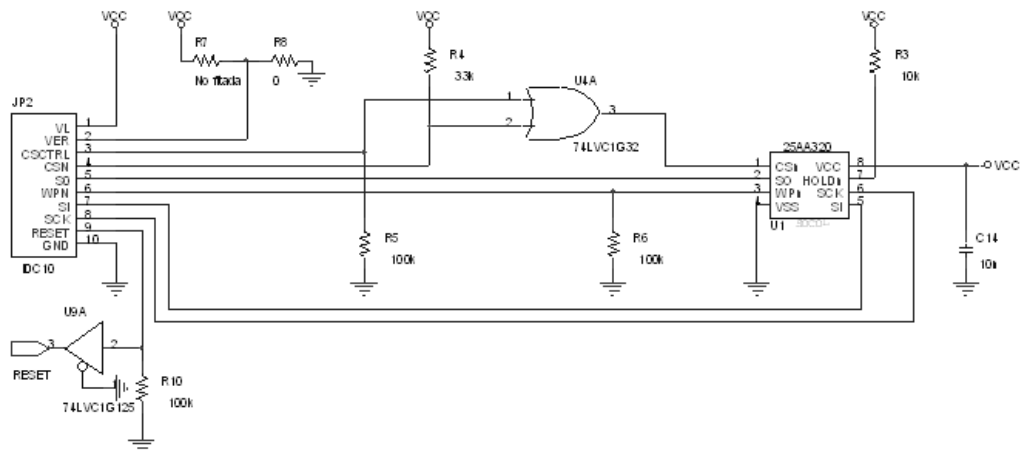 VCC
VCC
VCC
VCC
R7
R8
No fitada
0
R4
33k
U4A
1
2
3
74LVC1G32
R3
10k
JP2
VL 1
VER 2
CSCTRL 3
CSN 4
SO 5
WPN 6
SI 7
SCK 8
RESET 9
GND 10
IDC10
25AA320
1 CSn VCC 8
2 SO HOLDn 7
3 WPn SCK 6
4 VSS SI 5
U1
VCC
R5
100k
R6
100k
C14
10n
U9A
3
2
RESET
74LVC1G125
R10
100k